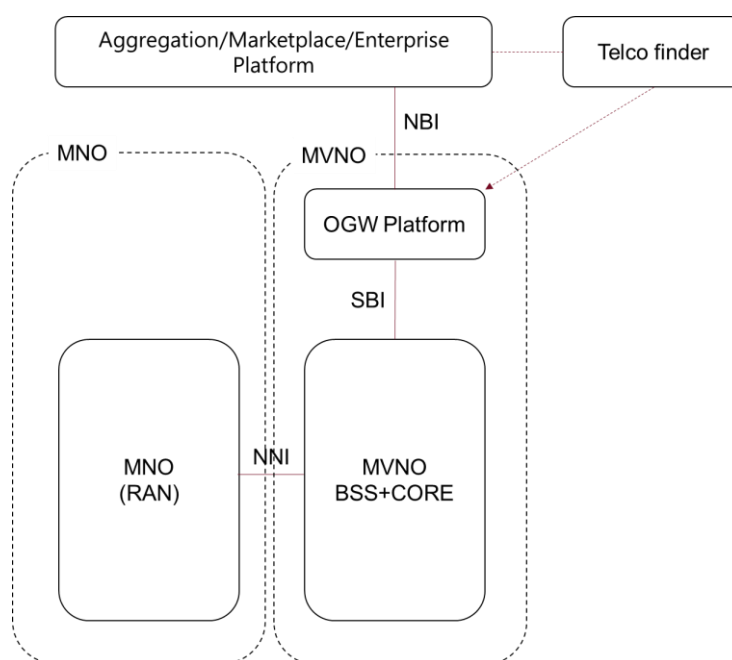 Aggregation/Marketplace/Enterprise
Platform
Telco finder
NBI
MNO
MVNO
OGW Platform
SBI
MNO
(RAN)
NNI
MVNO
BSS+CORE